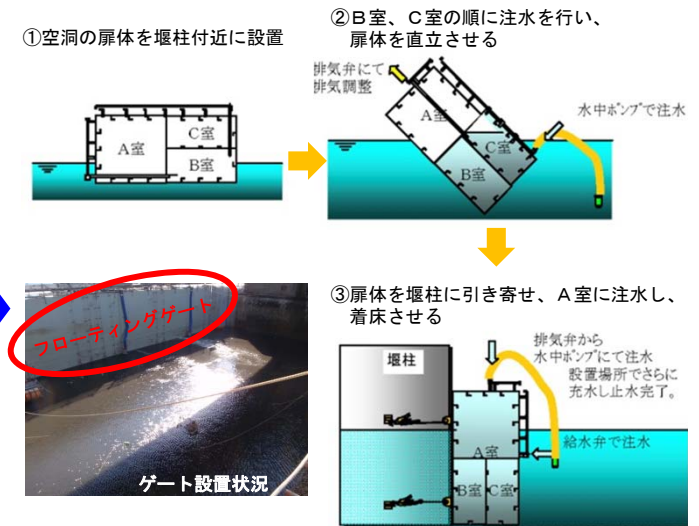 ①空洞の扉体を堰柱付近に設置
A室
C室
B室
②B室、C室の順に注水を行い、
扉体を直立させる
排気弁にて
排気調整
水中ポンプで注水
A室
C室
B室
③扉体を堰柱に引き寄せ、A室に注水し、
着床させる
堰柱
排気弁から
水中ポンプにて注水
設置場所でさらに
充水し止水完了。
給水弁で注水
A室
B室
C室
フローティングゲート
ゲート設置状況